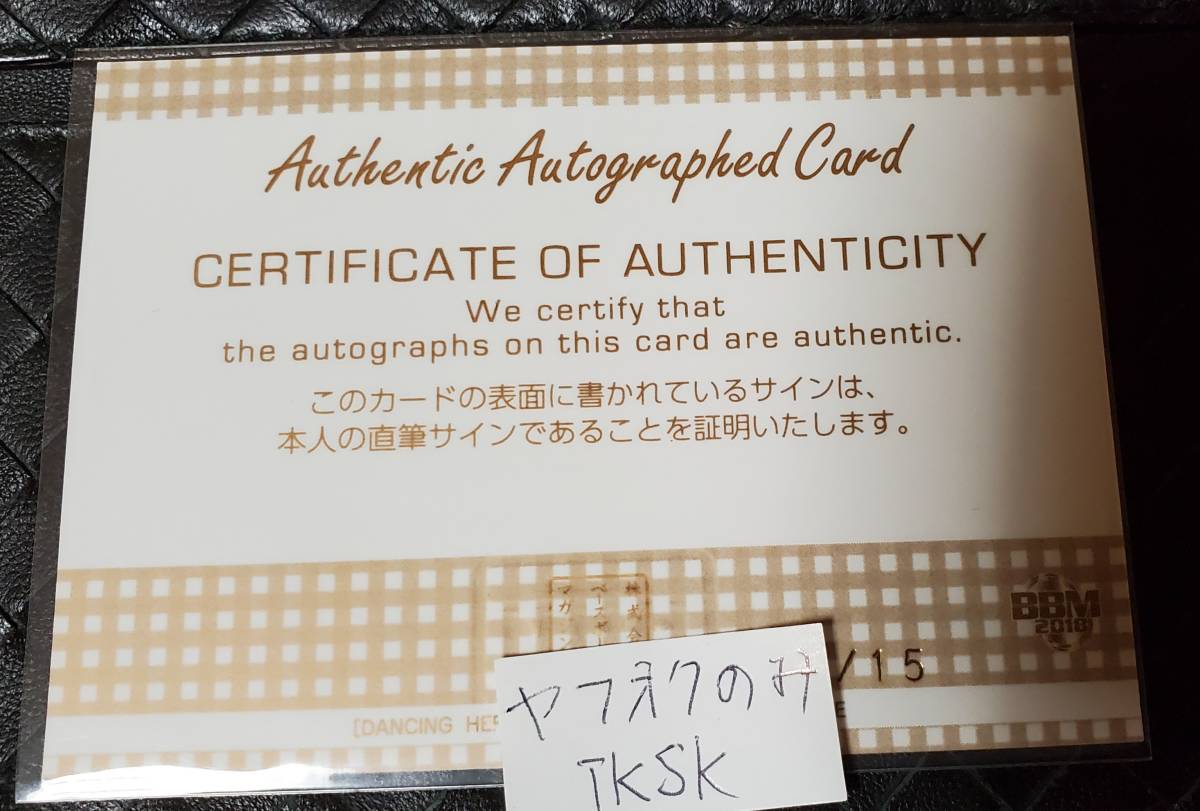 Authentic Autographed Card
CERTIFICATE OF AUTHENTICITY
We certify that
the autographs on this card are authentic.
このカードの表面に書かれているサインは、
本人の直筆サインであることを証明いたします。
BBM
2018
/15
[DANCING HE
ヤフオクのみ
TKSK